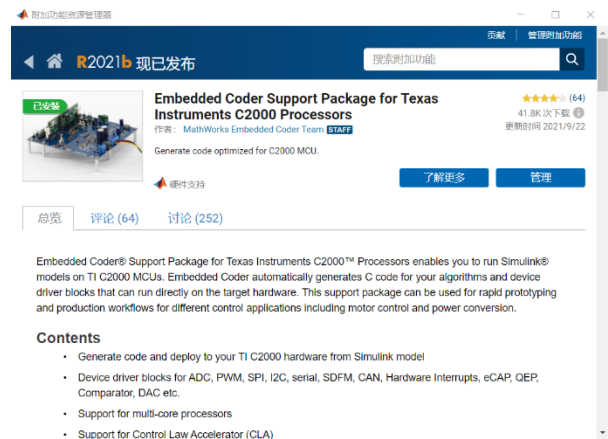 附加功能资源管理器
贡献 管理附加功能
R2021b 现已发布
搜索附加功能
已安装
Embedded Coder Support Package for Texas
Instruments C2000 Processors
作者: MathWorks Embedded Coder Team STAFF
Generate code optimized for C2000 MCU.
(64)
41.8K 次下载
更新时间 2021/9/22
硬件支持
了解更多
管理
总览 评论 (64) 讨论 (252)
Embedded Coder® Support Package for Texas Instruments C2000™ Processors enables you to run Simulink®
models on TI C2000 MCUs. Embedded Coder automatically generates C code for your algorithms and device
driver blocks that can run directly on the target hardware. This support package can be used for rapid prototyping
and production workflows for different control applications including motor control and power conversion.
Contents
• Generate code and deploy to your TI C2000 hardware from Simulink model
• Device driver blocks for ADC, PWM, SPI, I2C, serial, SDFM, CAN, Hardware Interrupts, eCAP, QEP,
Comparator, DAC etc.
• Support for multi-core processors
• Support for Control Law Accelerator (CLA)